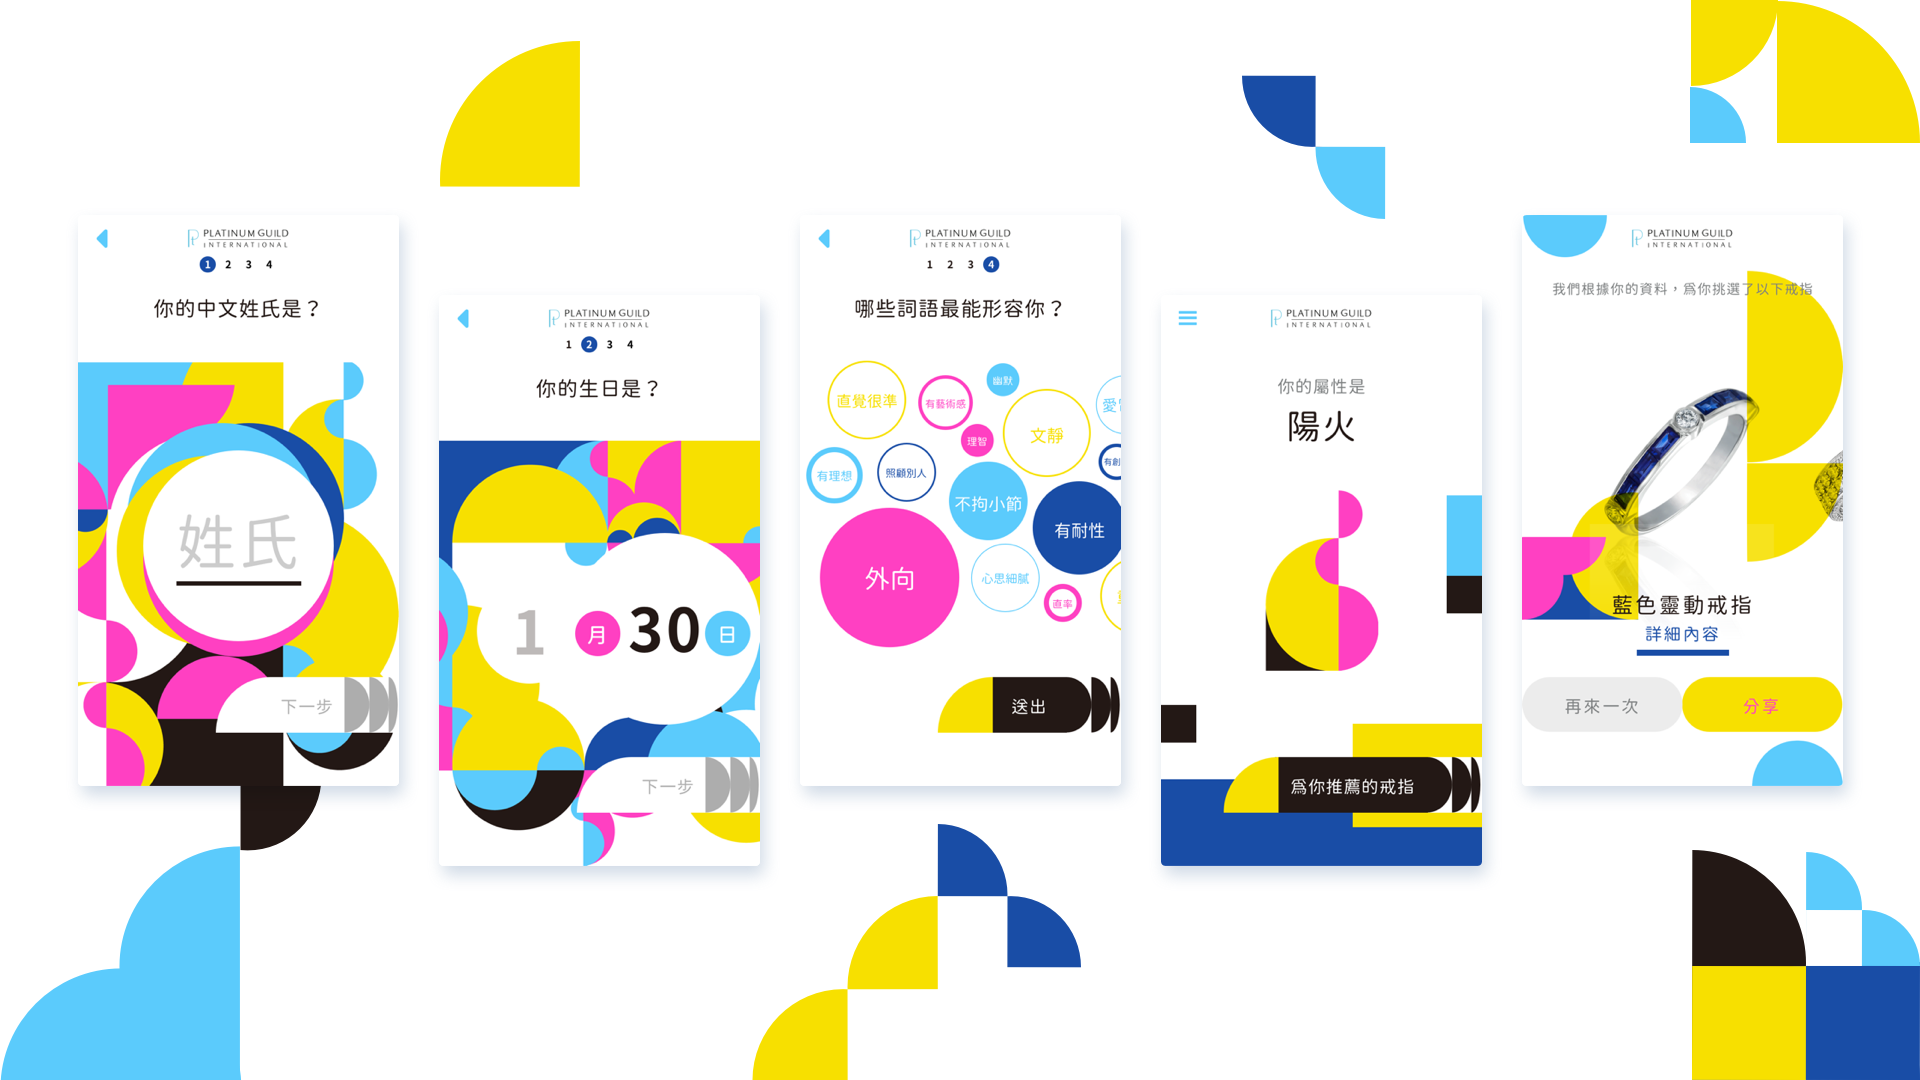 PLATINUM GUILD
INTERNATIONAL
1 2 3 4
你的中文姓氏是？
姓氏
下一步
PLATINUM GUILD
INTERNATIONAL
1 2 3 4
你的生日是？
1 月 30 日
下一步
PLATINUM GUILD
INTERNATIONAL
1 2 3 4
哪些詞語最能形容你？
幽默
直覺很準
有藝術感
愛
文靜
理智
有創
有理想
照顧別人
不拘小節
有耐性
外向
心思細膩
直率
送出
PLATINUM GUILD
INTERNATIONAL
你的屬性是
陽火
為你推薦的戒指
PLATINUM GUILD
INTERNATIONAL
我們根據你的資料，為你挑選了以下戒指
藍色靈動戒指
詳細內容
再來一次
分享